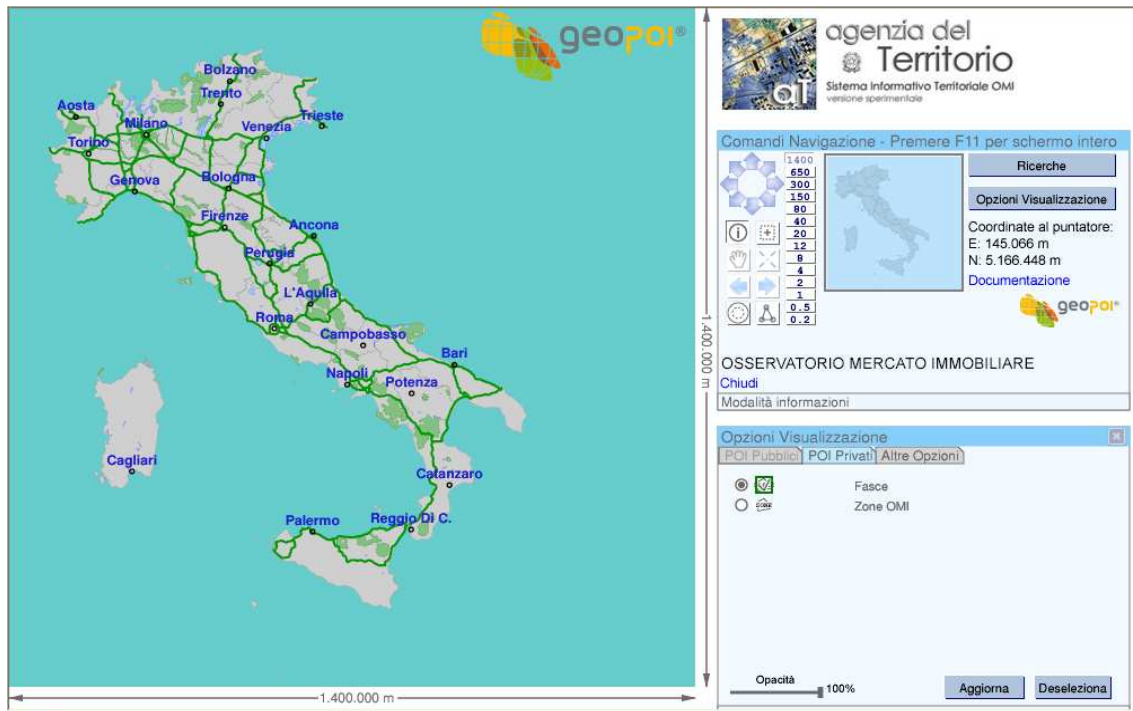 geopoi®
Bolzano
Trento
Aosta
Milano
Venezia
Trieste
Torino
Genova
Bologna
Firenze
Ancona
Perugia
L'Aquila
Roma
Campobasso
Bari
Napoli
Potenza
Cagliari
Catanzaro
Palermo
Reggio Di C.
1.400.000 m
1.400.000 m
agenzia del
Territorio
Sistema Informativo Territoriale OMI
versione sperimentale
aT
Comandi Navigazione - Premere F11 per schermo intero
1400
650
300
150
80
40
20
12
8
4
2
1
0.5
0.2
Ricerche
Opzioni Visualizzazione
Coordinate al puntatore:
E: 145.066 m
N: 5.166.448 m
Documentazione
geopoi®
OSSERVATORIO MERCATO IMMOBILIARE
Chiudi
Modalità informazioni
Opzioni Visualizzazione
POI Pubblici POI Privati Altre Opzioni
Fasce
Zone OMI
Opacità
100%
Aggiorna Deseleziona